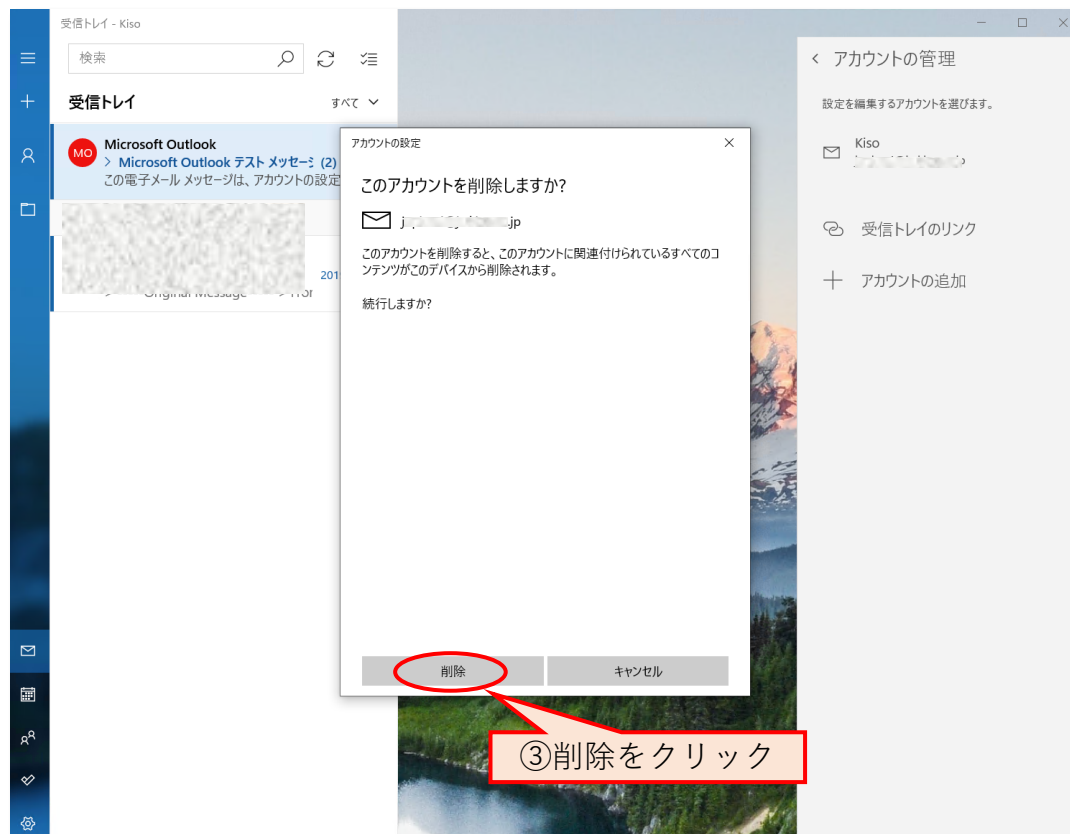 受信トレイ - Kiso
検索
受信トレイ
すべて
MO
Microsoft Outlook
> Microsoft Outlook テスト メッセージ (2)
この電子メール メッセージは、アカウントの設定
201
Original Message
アカウントの設定
このアカウントを削除しますか?
.jp
このアカウントを削除すると、このアカウントに関連付けられているすべてのコ
ンテンツがこのデバイスから削除されます。
続行しますか?
削除
キャンセル
③削除をクリック
アカウントの管理
設定を編集するアカウントを選びます。
Kiso
受信トレイのリンク
アカウントの追加